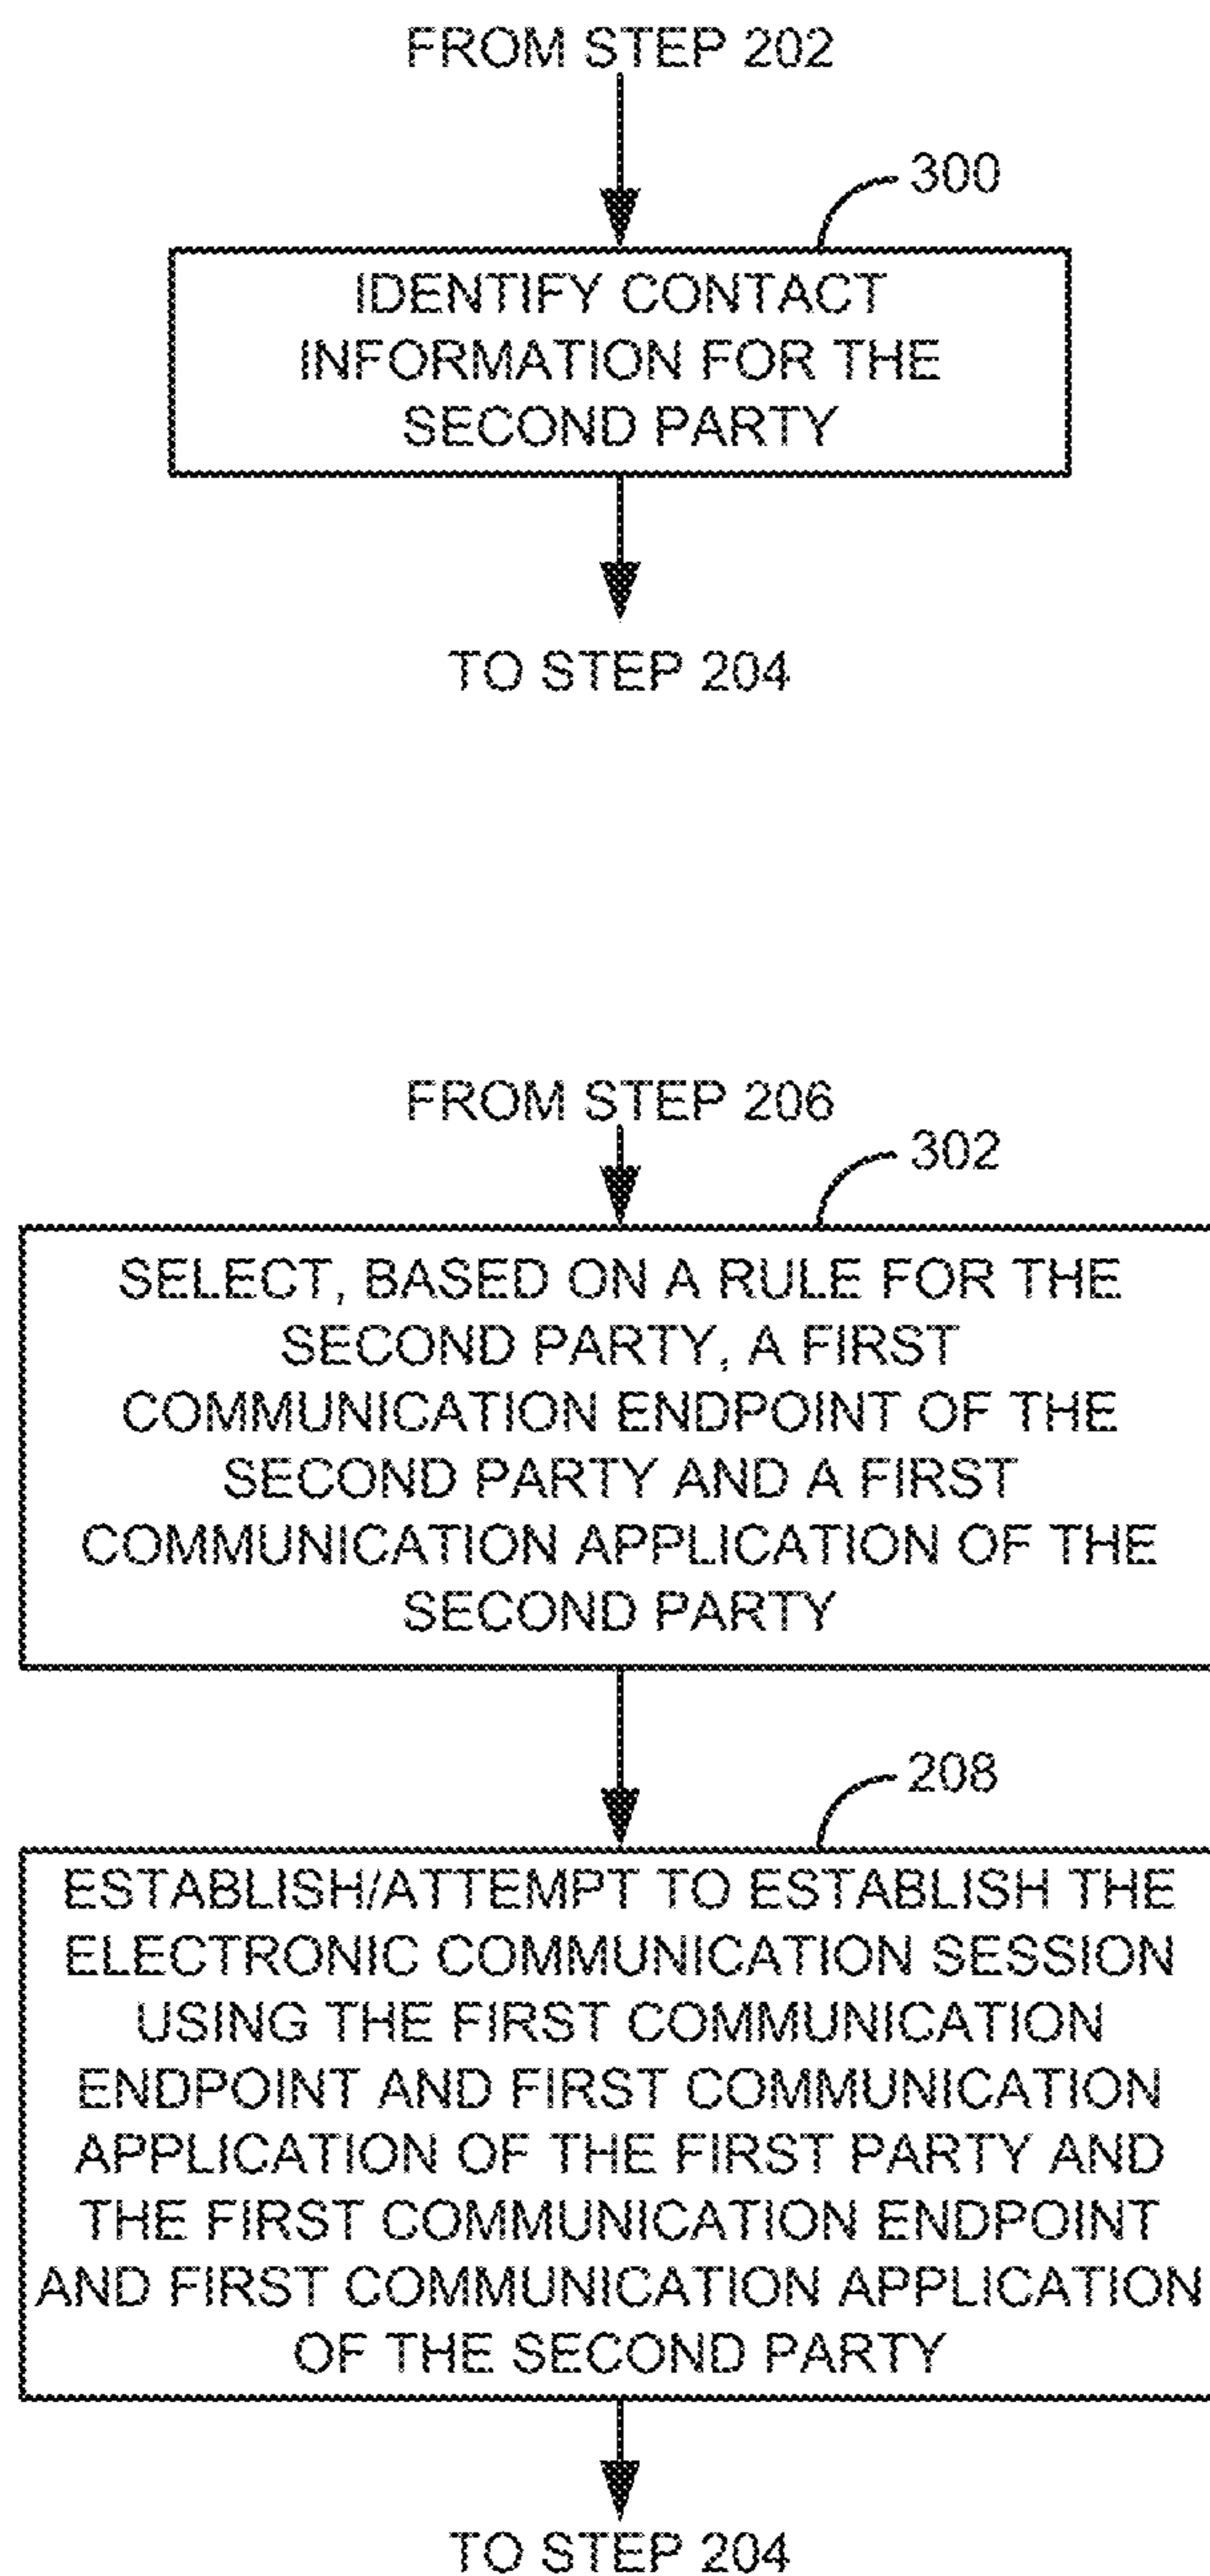 FROM STEP 202
300
IDENTIFY CONTACT
INFORMATION FOR THE
SECOND PARTY
TO STEP 204
FROM STEP 206
302
SELECT, BASED ON A RULE FOR THE
SECOND PARTY, A FIRST
COMMUNICATION ENDPOINT OF THE
SECOND PARTY AND A FIRST
COMMUNICATION APPLICATION OF THE
SECOND PARTY
208
ESTABLISH/ATTEMPT TO ESTABLISH THE
ELECTRONIC COMMUNICATION SESSION
USING THE FIRST COMMUNICATION
ENDPOINT AND FIRST COMMUNICATION
APPLICATION OF THE FIRST PARTY AND
THE FIRST COMMUNICATION ENDPOINT
AND FIRST COMMUNICATION APPLICATION
OF THE SECOND PARTY
TO STEP 204